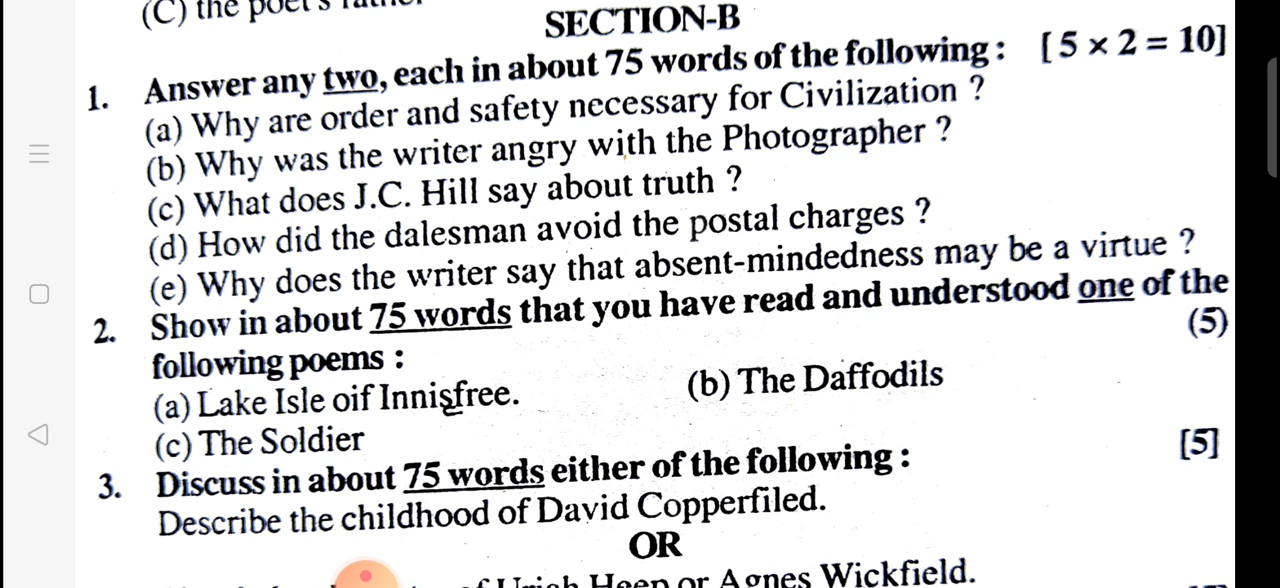 (C) the poet's father
SECTION-B
1. Answer any two, each in about 75 words of the following : [5 × 2 = 10]
(a) Why are order and safety necessary for Civilization ?
(b) Why was the writer angry with the Photographer ?
(c) What does J.C. Hill say about truth ?
(d) How did the dalesman avoid the postal charges ?
(e) Why does the writer say that absent-mindedness may be a virtue ?
2. Show in about 75 words that you have read and understood one of the
following poems : (5)
(a) Lake Isle oif Innisfree. (b) The Daffodils
(c) The Soldier
3. Discuss in about 75 words either of the following : [5]
Describe the childhood of David Copperfiled.
OR
of Uriah Heep or Agnes Wickfield.